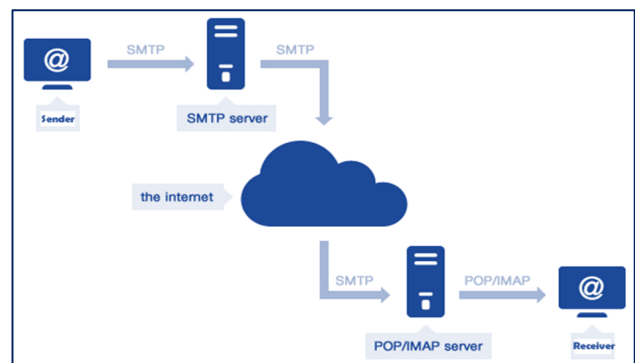 SMTP
SMTP
@
Sender
SMTP server
the internet
SMTP
POP/IMAP
@
POP/IMAP server
Receiver